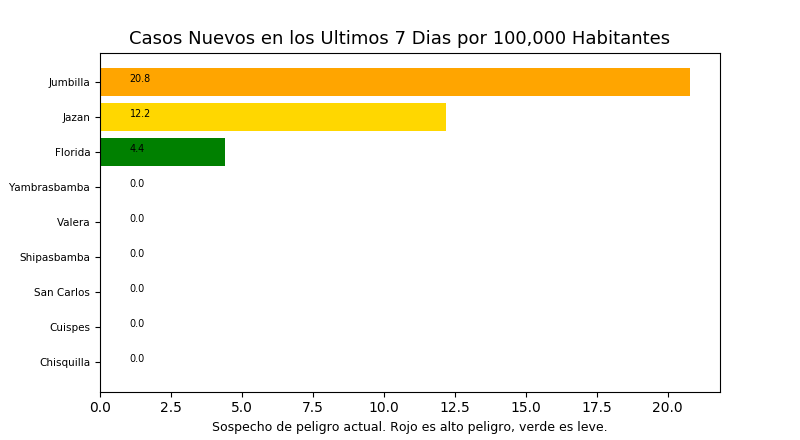 Casos Nuevos en los Ultimos 7 Dias por 100,000 Habitantes
Jumbilla 20.8
Jazan 12.2
Florida 4.4
Yambrasbamba 0.0
Valera 0.0
Shipasbamba 0.0
San Carlos 0.0
Cuispes 0.0
Chisquilla 0.0
0.0 2.5 5.0 7.5 10.0 12.5 15.0 17.5 20.0
Sospecho de peligro actual. Rojo es alto peligro, verde es leve.